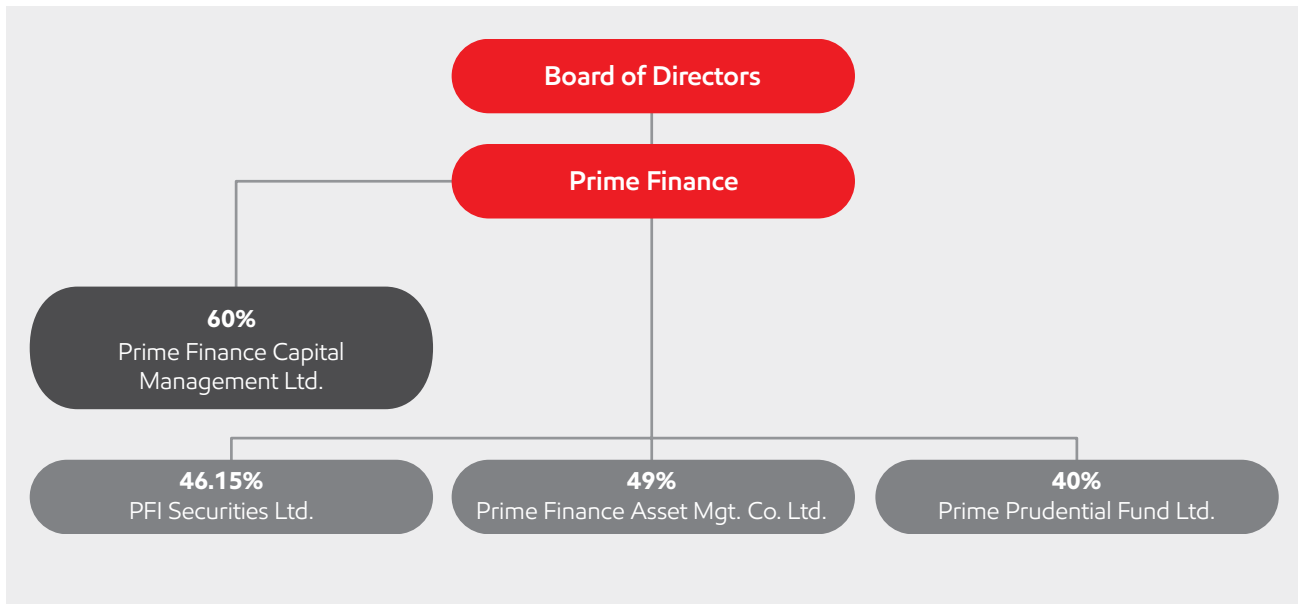 Board of Directors
Prime Finance
60%
Prime Finance Capital
Management Ltd.
46.15%
PFI Securities Ltd.
49%
Prime Finance Asset Mgt. Co. Ltd.
40%
Prime Prudential Fund Ltd.